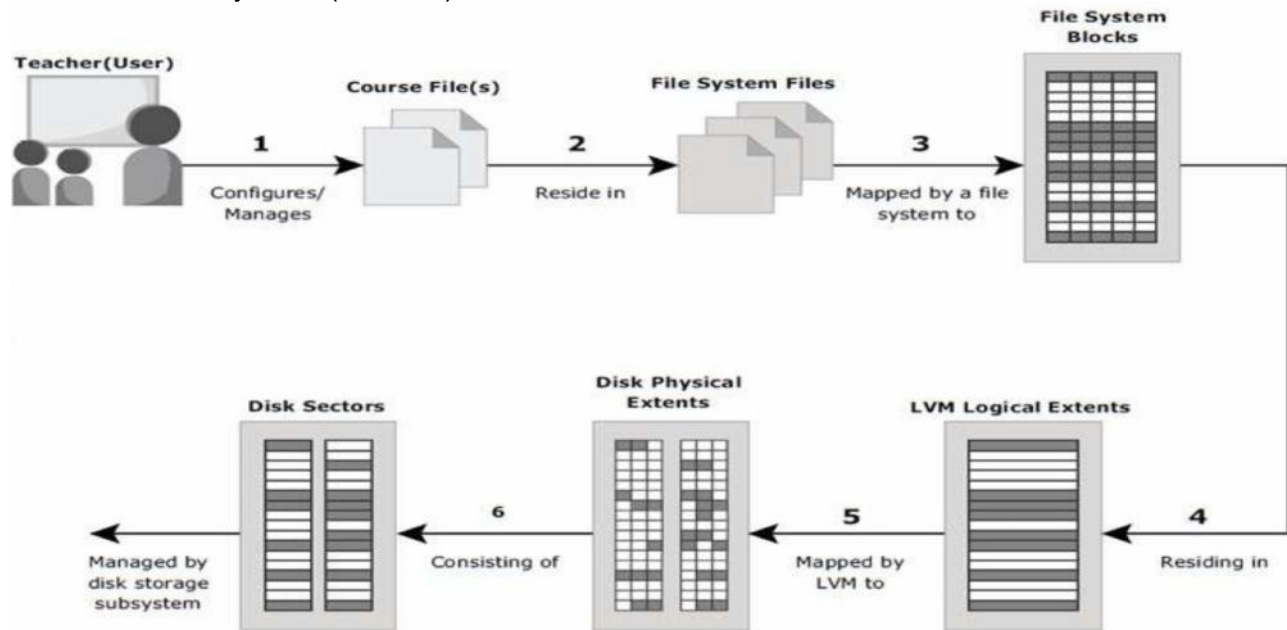 Teacher(User)
Course File(s)
File System Files
File System
Blocks
1
Configures/
Manages
2
Reside in
3
Mapped by a file
system to
4
Residing in
LVM Logical Extents
5
Mapped by
LVM to
Disk Physical
Extents
6
Consisting of
Disk Sectors
Managed by
disk storage
subsystem